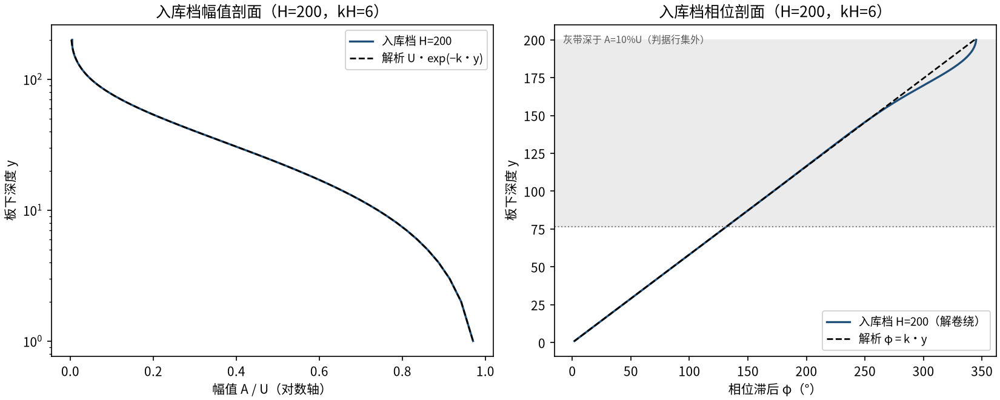 入库档幅值剖面（H=200，kH=6）
入库档 H=200
解析 U·exp(−k·y)
10²
10¹
10⁰
板下深度 y
0.0 0.2 0.4 0.6 0.8 1.0
幅值 A / U（对数轴）
入库档相位剖面（H=200，kH=6）
灰带深于 A=10%U（判据行集外）
200
175
150
125
100
75
50
25
0
板下深度 y
入库档 H=200（解卷绕）
解析 φ = k·y
0 50 100 150 200 250 300 350
相位滞后 φ（°）